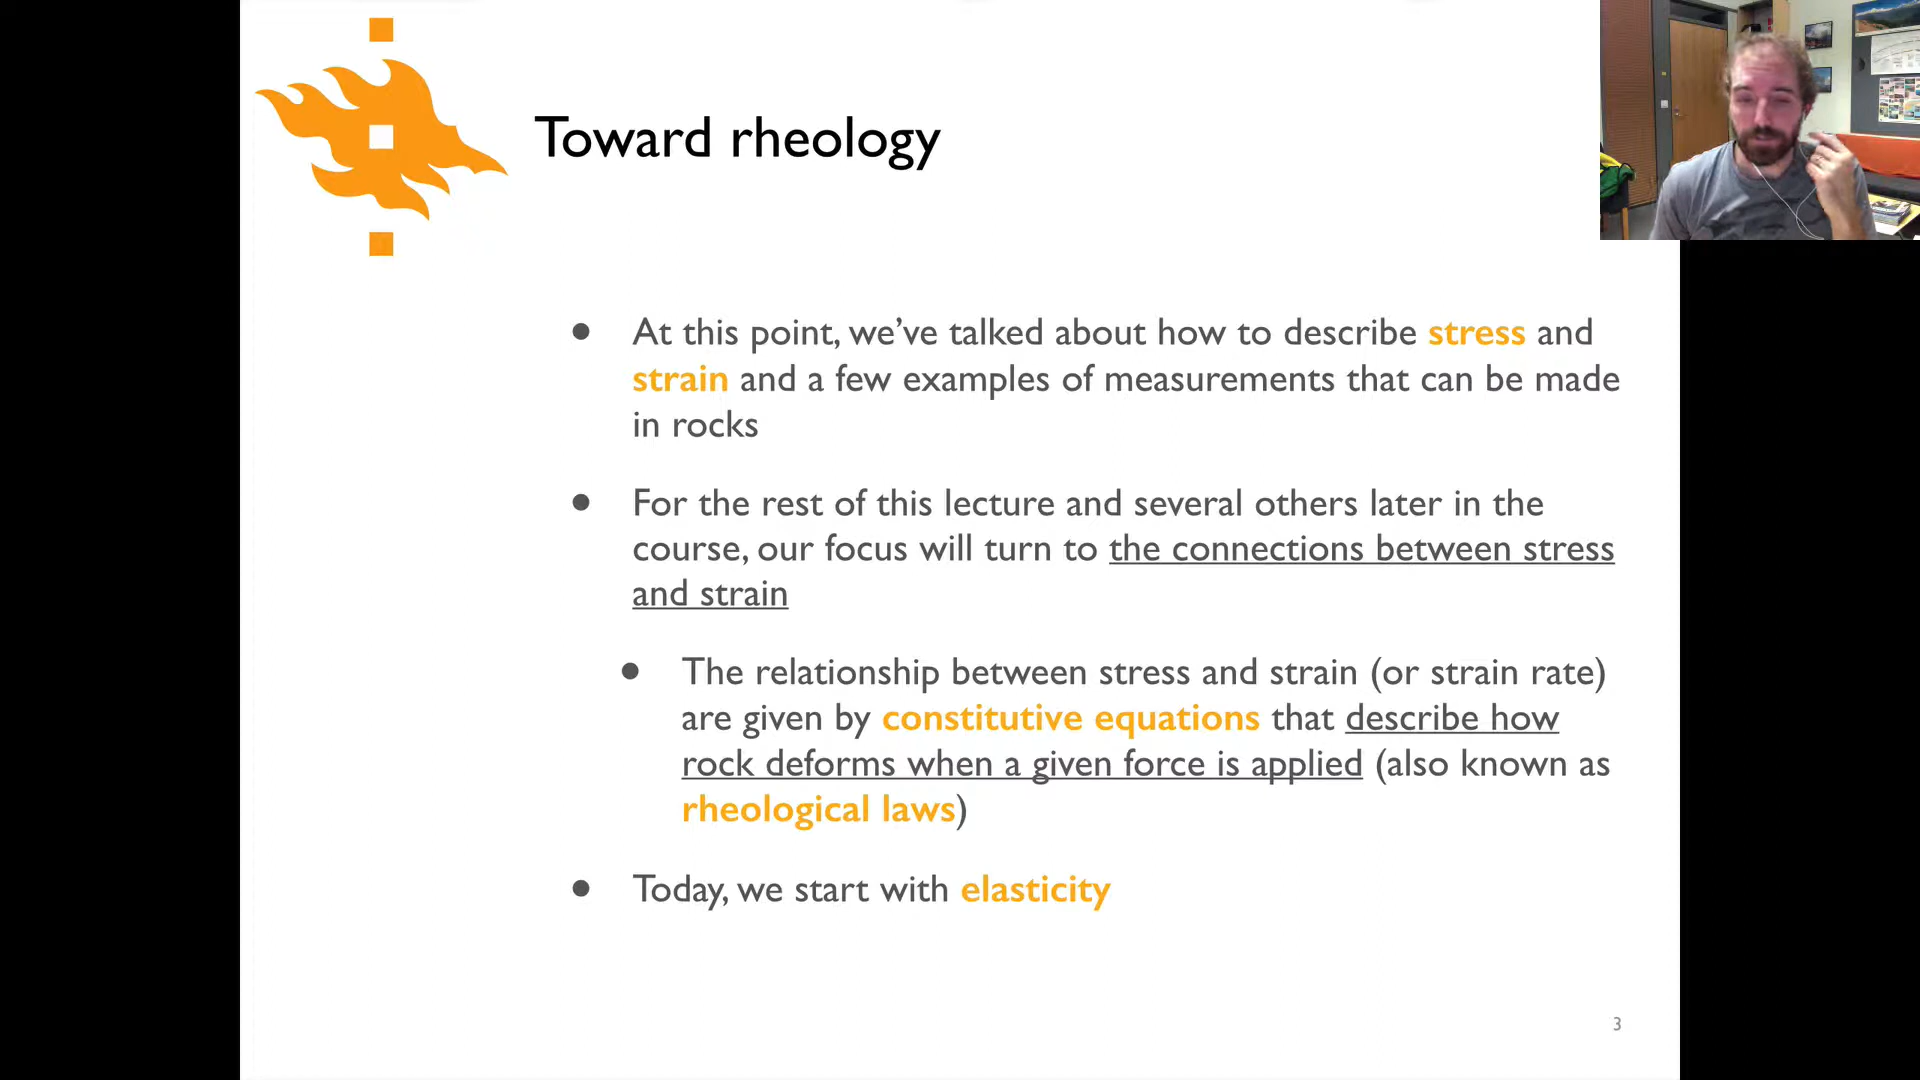 Toward rheology
• At this point, we’ve talked about how to describe stress and
strain and a few examples of measurements that can be made
in rocks
• For the rest of this lecture and several others later in the
course, our focus will turn to the connections between stress
and strain
• The relationship between stress and strain (or strain rate)
are given by constitutive equations that describe how
rock deforms when a given force is applied (also known as
rheological laws)
• Today, we start with elasticity
3